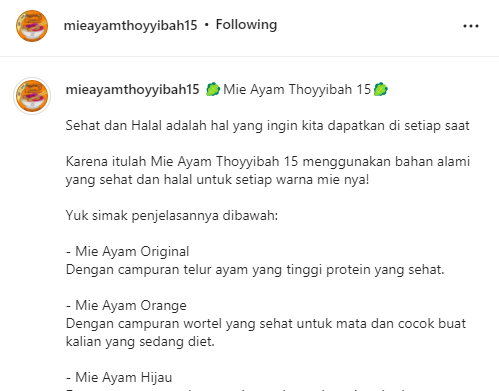 mieayamthoyyibah15 • Following
mieayamthoyyibah15 🥬Mie Ayam Thoyyibah 15🥬
Sehat dan Halal adalah hal yang ingin kita dapatkan di setiap saat
Karena itulah Mie Ayam Thoyyibah 15 menggunakan bahan alami
yang sehat dan halal untuk setiap warna mie nya!
Yuk simak penjelasannya dibawah:
- Mie Ayam Original
Dengan campuran telur ayam yang tinggi protein yang sehat.
- Mie Ayam Orange
Dengan campuran wortel yang sehat untuk mata dan cocok buat
kalian yang sedang diet.
- Mie Ayam Hijau